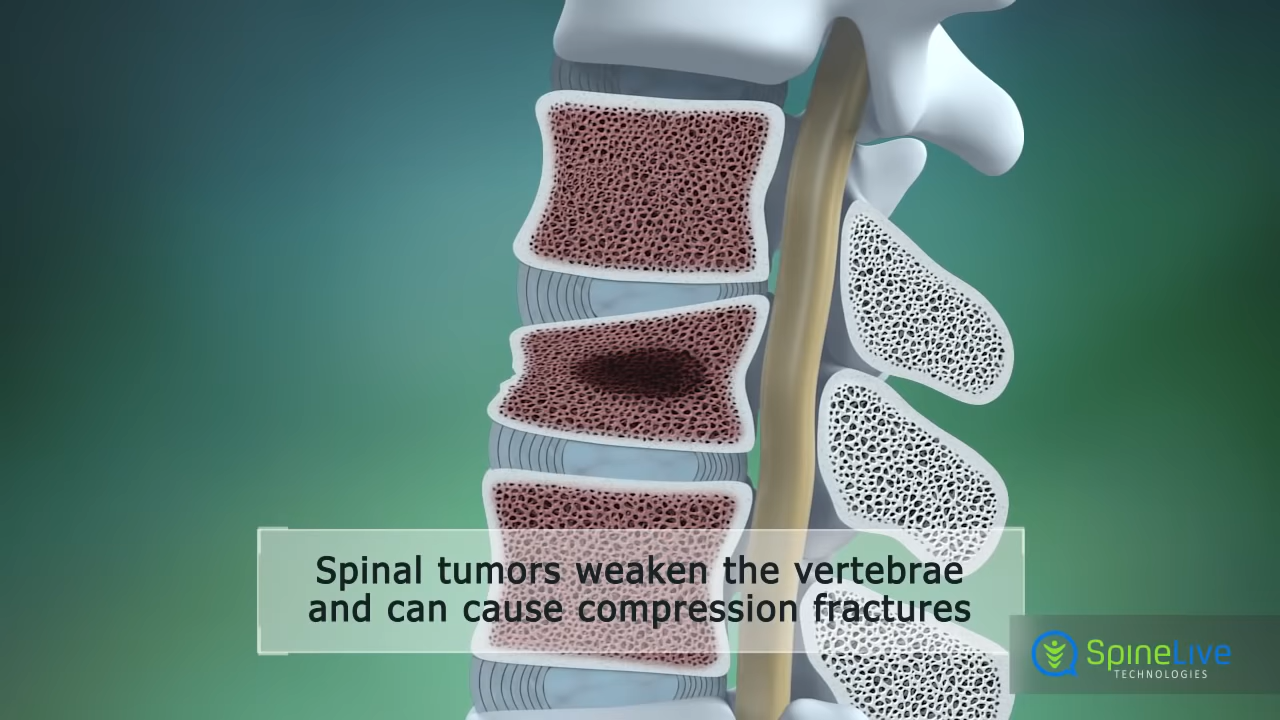 Spinal tumors weaken the vertebrae
and can cause compression fractures
SpineLive
TECHNOLOGIES